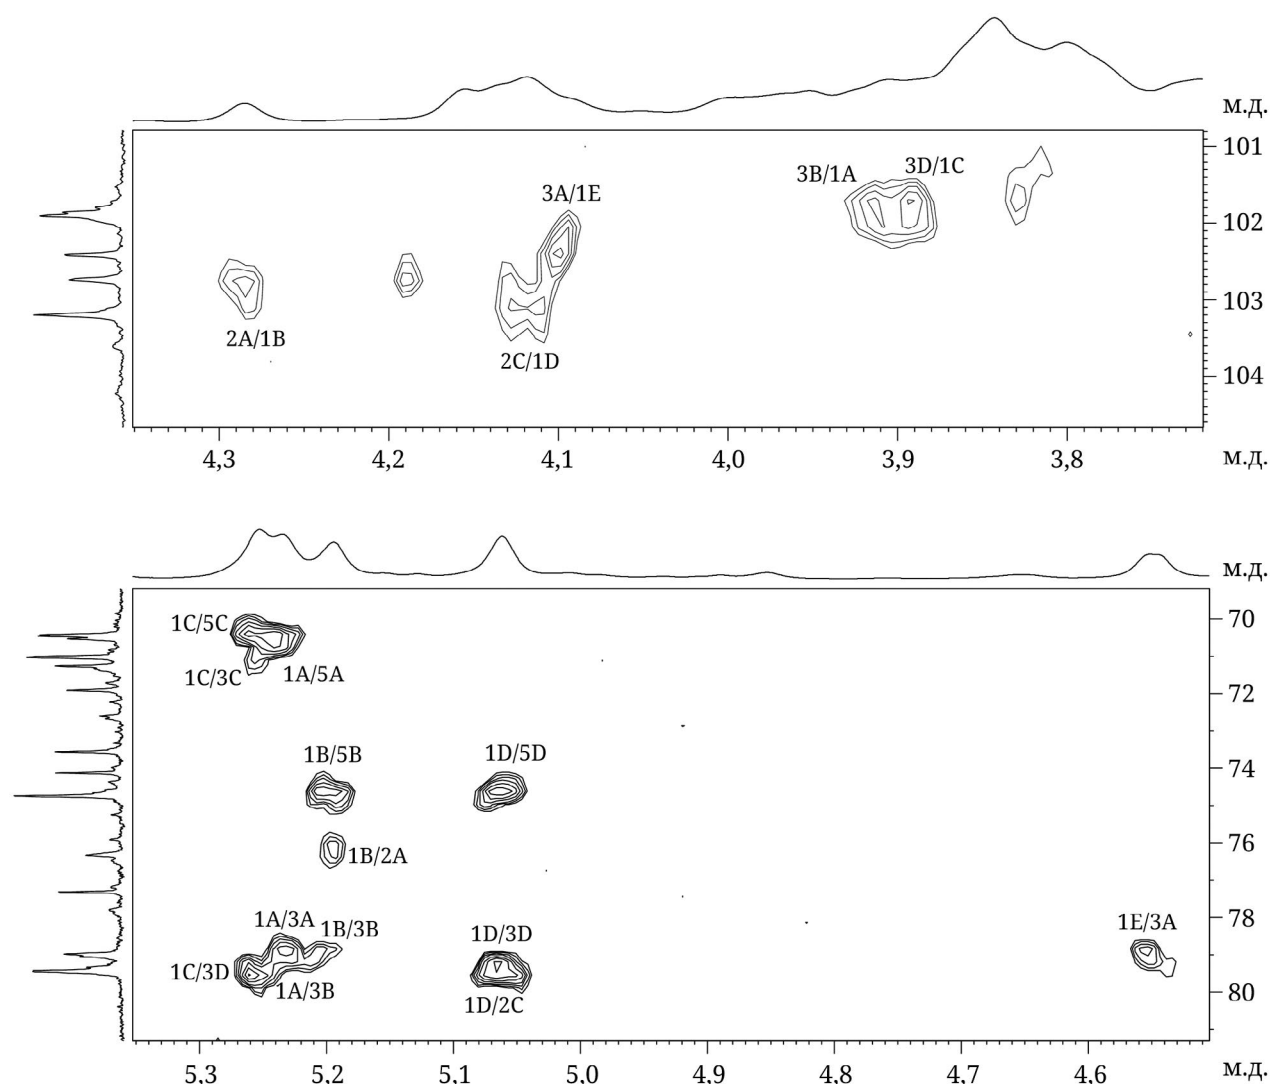 м.д.
101
3B/1A 3D/1C
3A/1E
102
103
2A/1B
2C/1D
104
4,3 4,2 4,1 4,0 3,9 3,8 м.д.
м.д.
1C/5C
70
1C/3C 1A/5A
72
1B/5B 1D/5D
74
76
1B/2A
78
1A/3A 1B/3B 1D/3D 1E/3A
1C/3D
1A/3B 80
1D/2C
5,3 5,2 5,1 5,0 4,9 4,8 4,7 4,6 м.д.